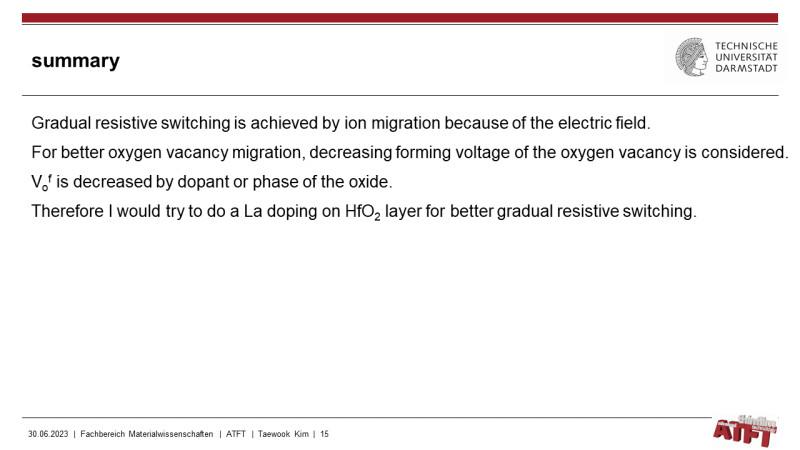 summary
TECHNISCHE
UNIVERSITÄT
DARMSTADT
Gradual resistive switching is achieved by ion migration because of the electric field.
For better oxygen vacancy migration, decreasing forming voltage of the oxygen vacancy is considered.
Vₒᶠ is decreased by dopant or phase of the oxide.
Therefore I would try to do a La doping on HfO₂ layer for better gradual resistive switching.
30.06.2023 | Fachbereich Materialwissenschaften | ATFT | Taewook Kim | 15
ATFT